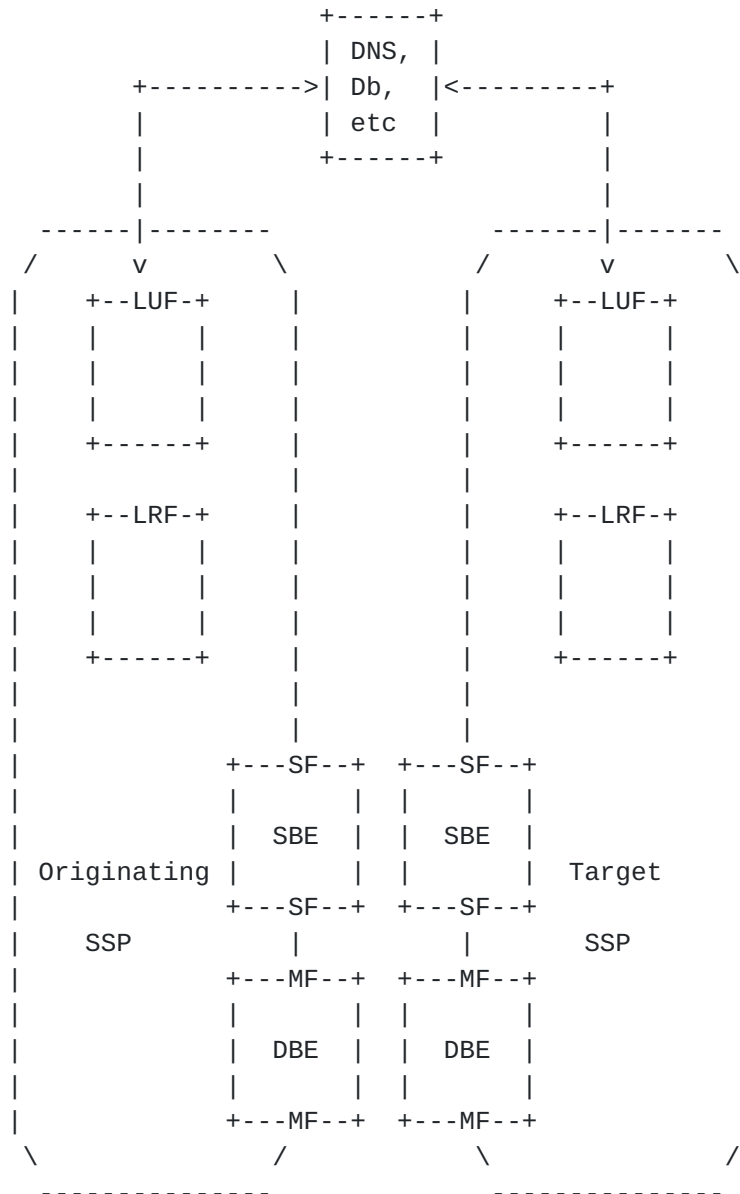 DNS,
Db,
etc
LUF LUF
LRF LRF
SF SF
SBE SBE
Originating Target
SF SF
SSP SSP
MF MF
DBE DBE
MF MF